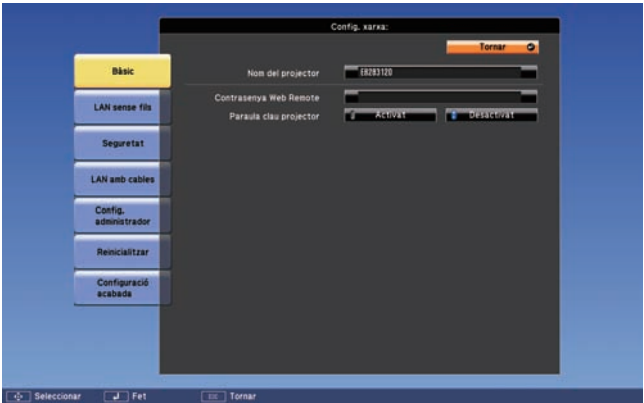 Config. xarxa:
Tornar
Bàsic
Nom del projector EB283120
LAN sense fils
Contrasenya Web Remote
Paraula clau projector Activat Desactivat
Seguretat
LAN amb cables
Config.
administrador
Reinicialitzar
Configuració
acabada
Seleccionar Fet Esc Tornar